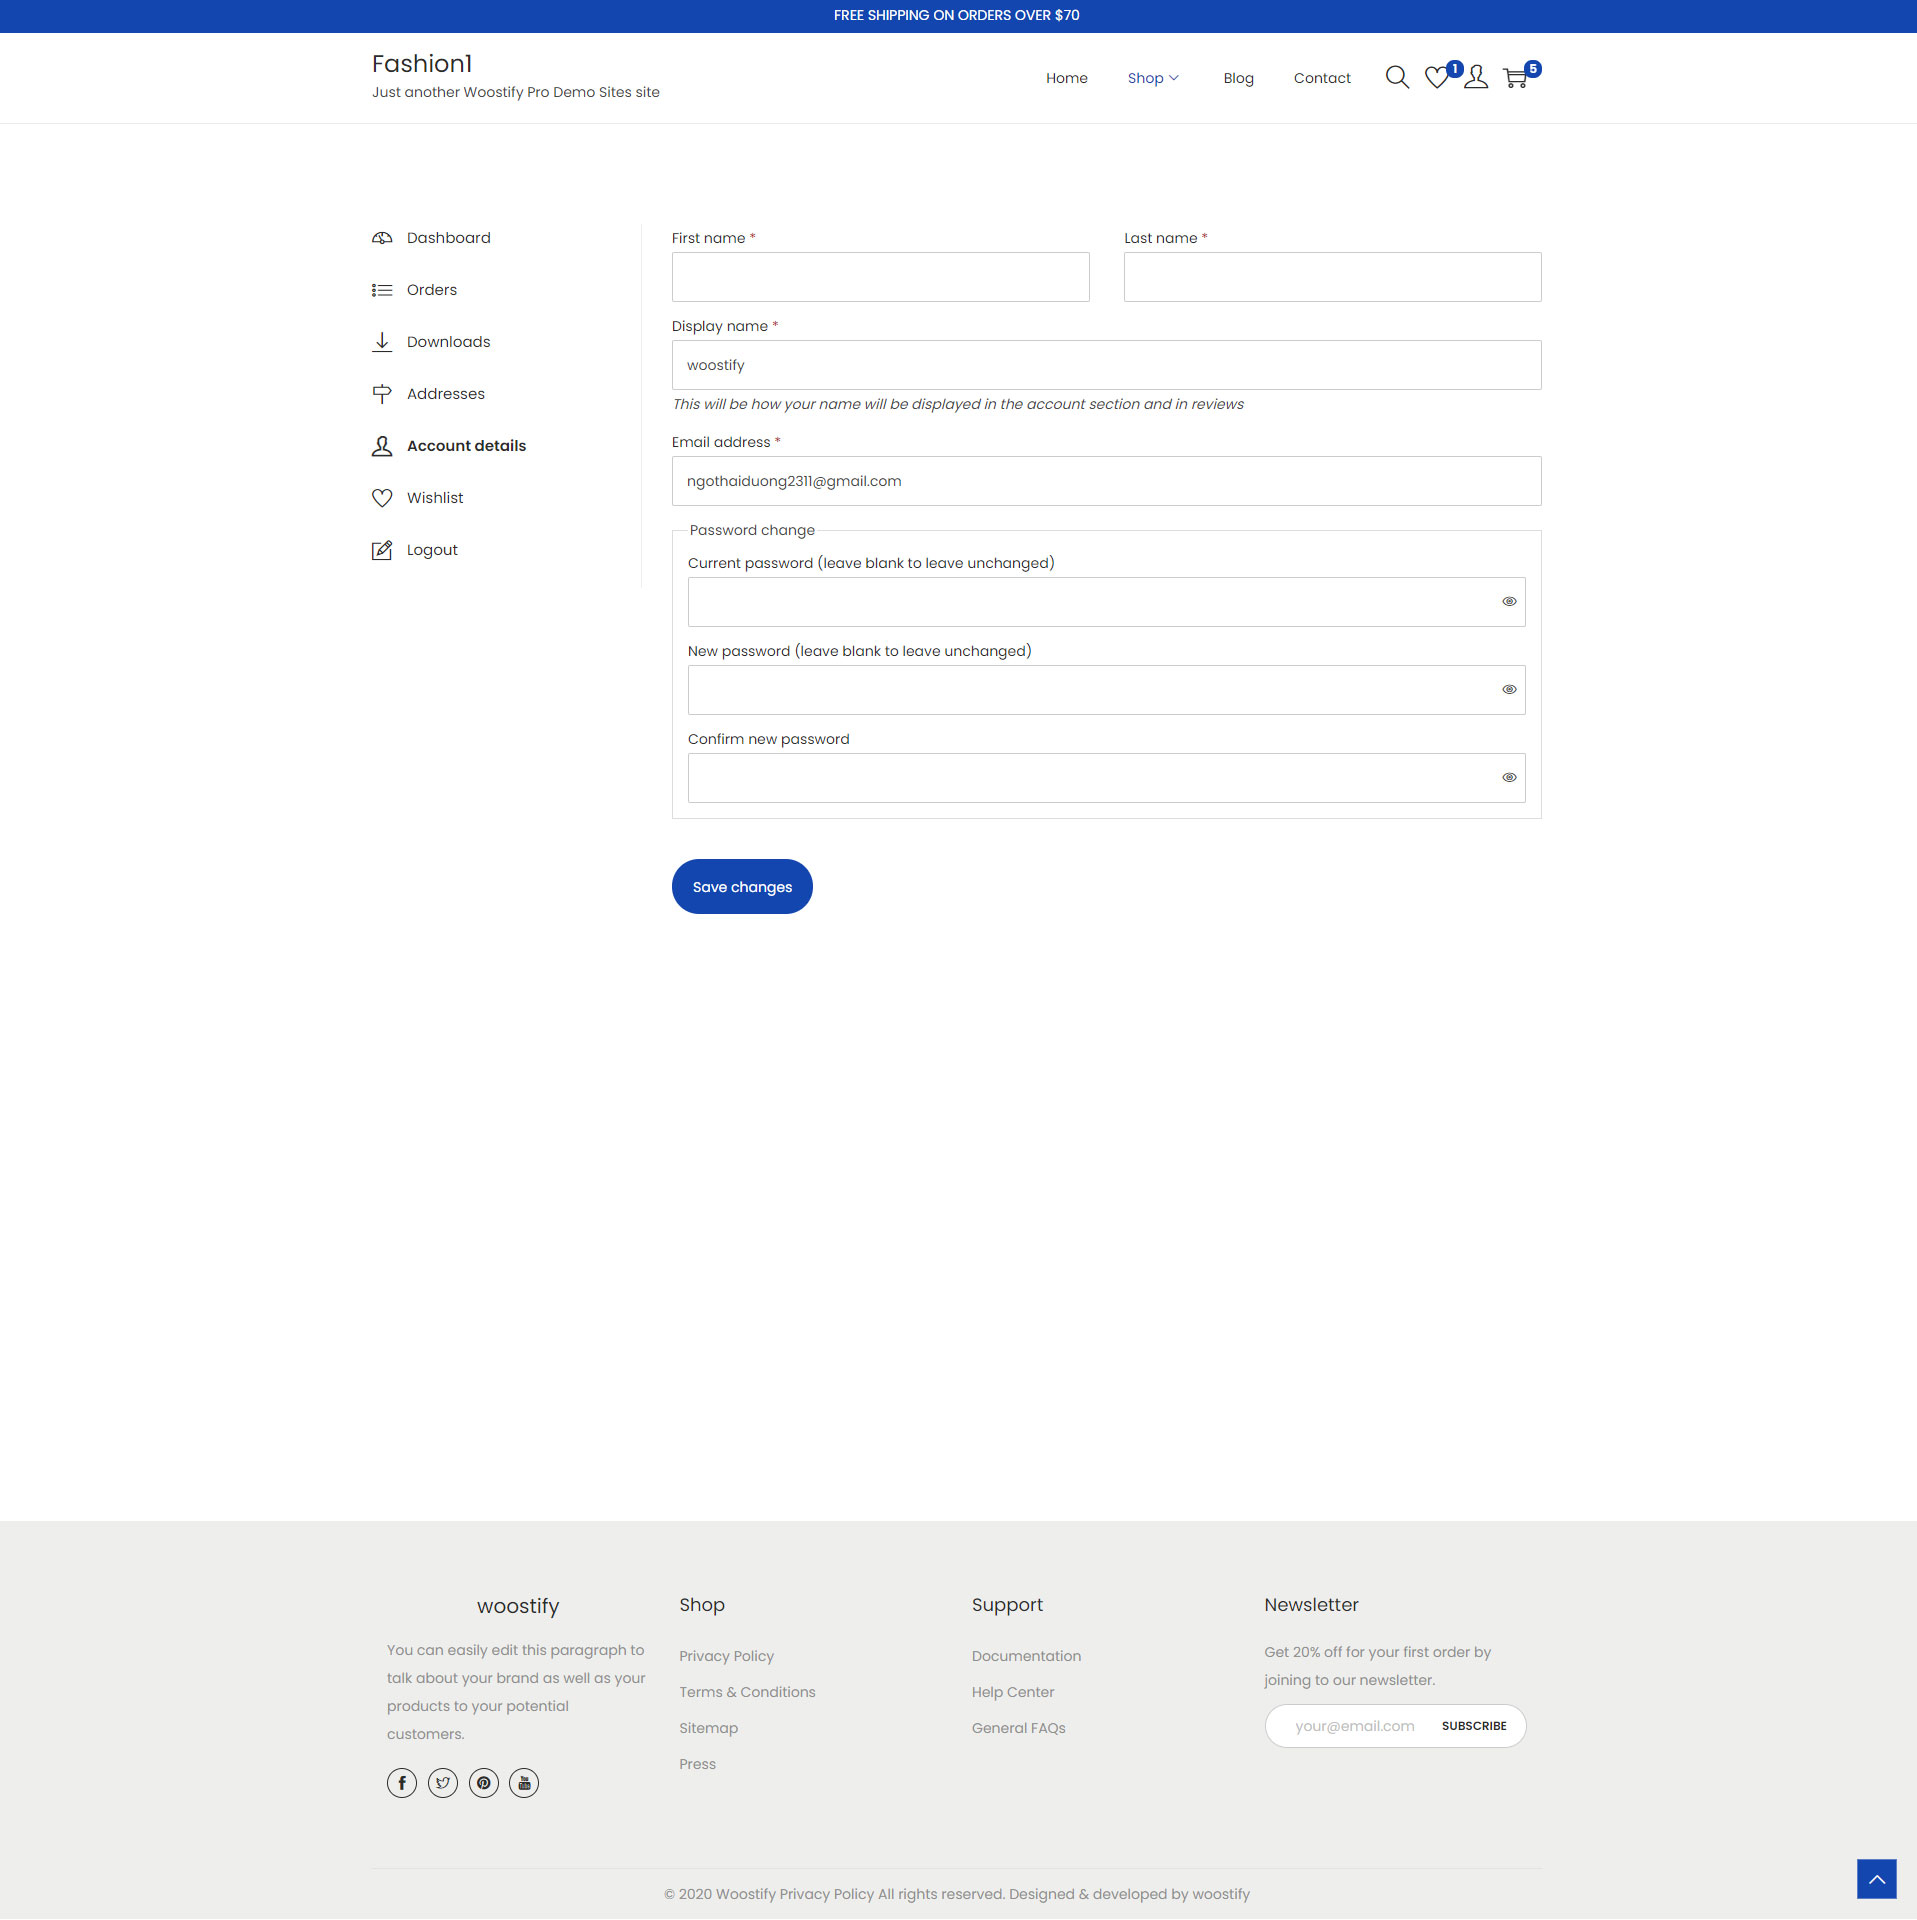 FREE SHIPPING ON ORDERS OVER $70
Fashion1
Just another Woostify Pro Demo Sites site
Home
Shop
Blog
Contact
1
5
Dashboard
Orders
Downloads
Addresses
Account details
Wishlist
Logout
First name *
Last name *
Display name *
woostify
This will be how your name will be displayed in the account section and in reviews
Email address *
ngothaiduong2311@gmail.com
Password change
Current password (leave blank to leave unchanged)
New password (leave blank to leave unchanged)
Confirm new password
Save changes
woostify
You can easily edit this paragraph to
talk about your brand as well as your
products to your potential
customers.
Shop
Privacy Policy
Terms & Conditions
Sitemap
Press
Support
Documentation
Help Center
General FAQs
Newsletter
Get 20% off for your first order by
joining to our newsletter.
your@email.com
SUBSCRIBE
© 2020 Woostify Privacy Policy All rights reserved. Designed & developed by woostify